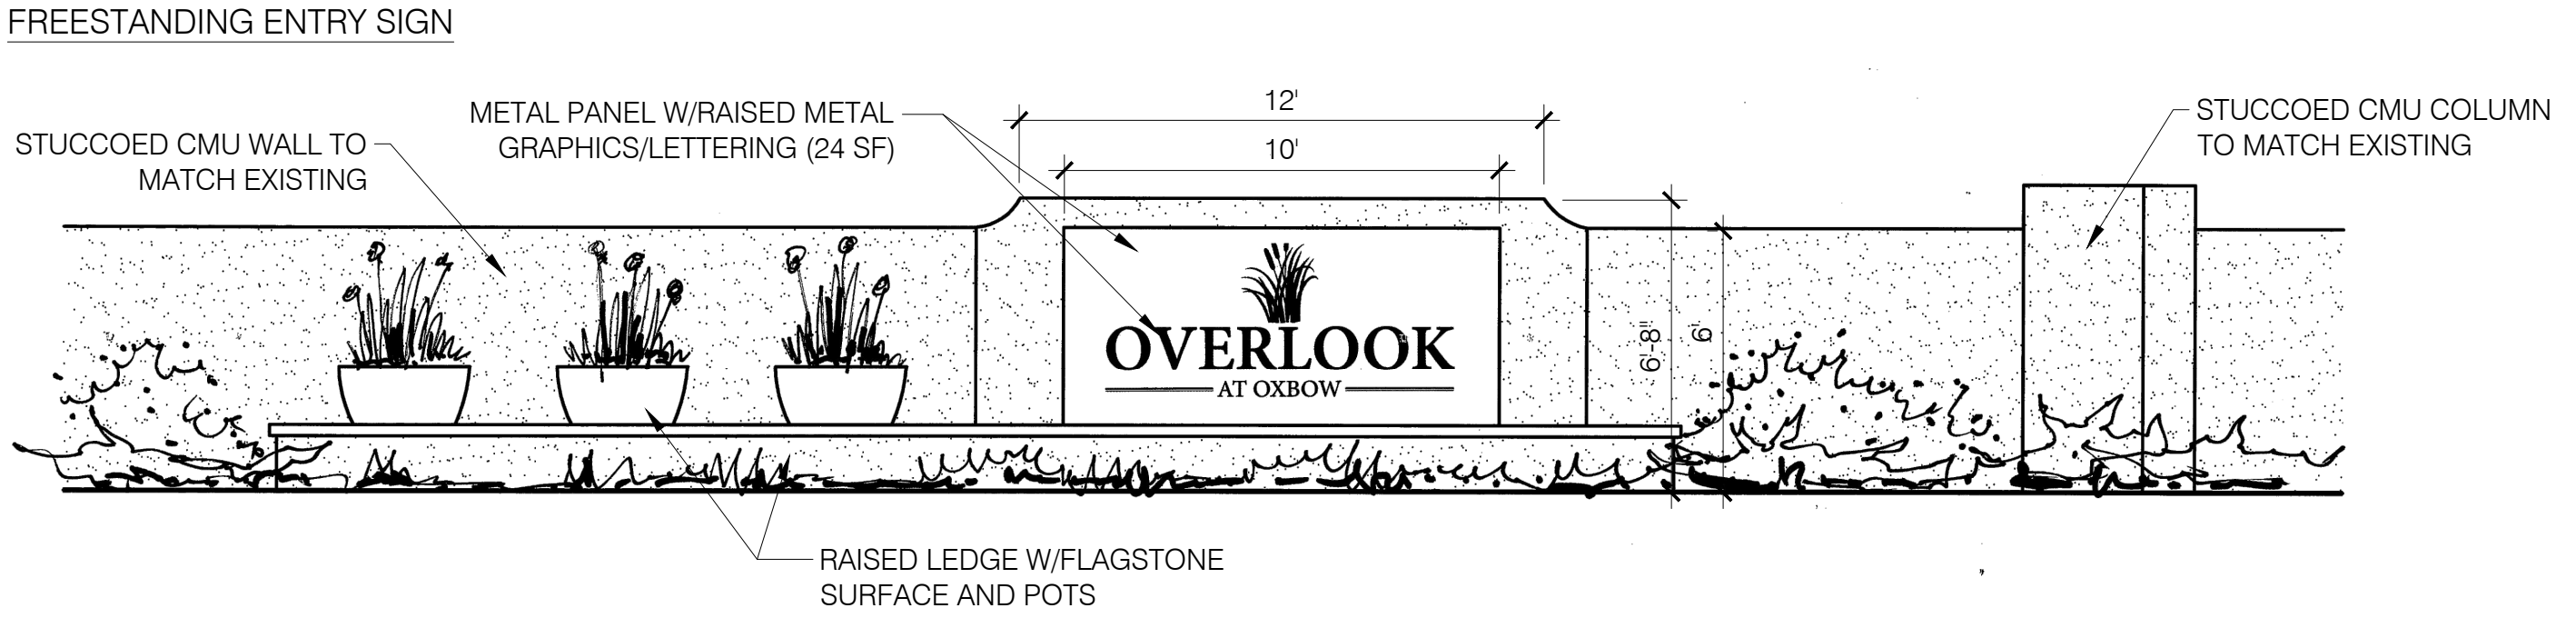 FREESTANDING ENTRY SIGN
STUCCOED CMU WALL TO
MATCH EXISTING
METAL PANEL W/RAISED METAL
GRAPHICS/LETTERING (24 SF)
12'
10'
STUCCOED CMU COLUMN
TO MATCH EXISTING
OVERLOOK
AT OXBOW
6'-8"
6'
RAISED LEDGE W/FLAGSTONE
SURFACE AND POTS